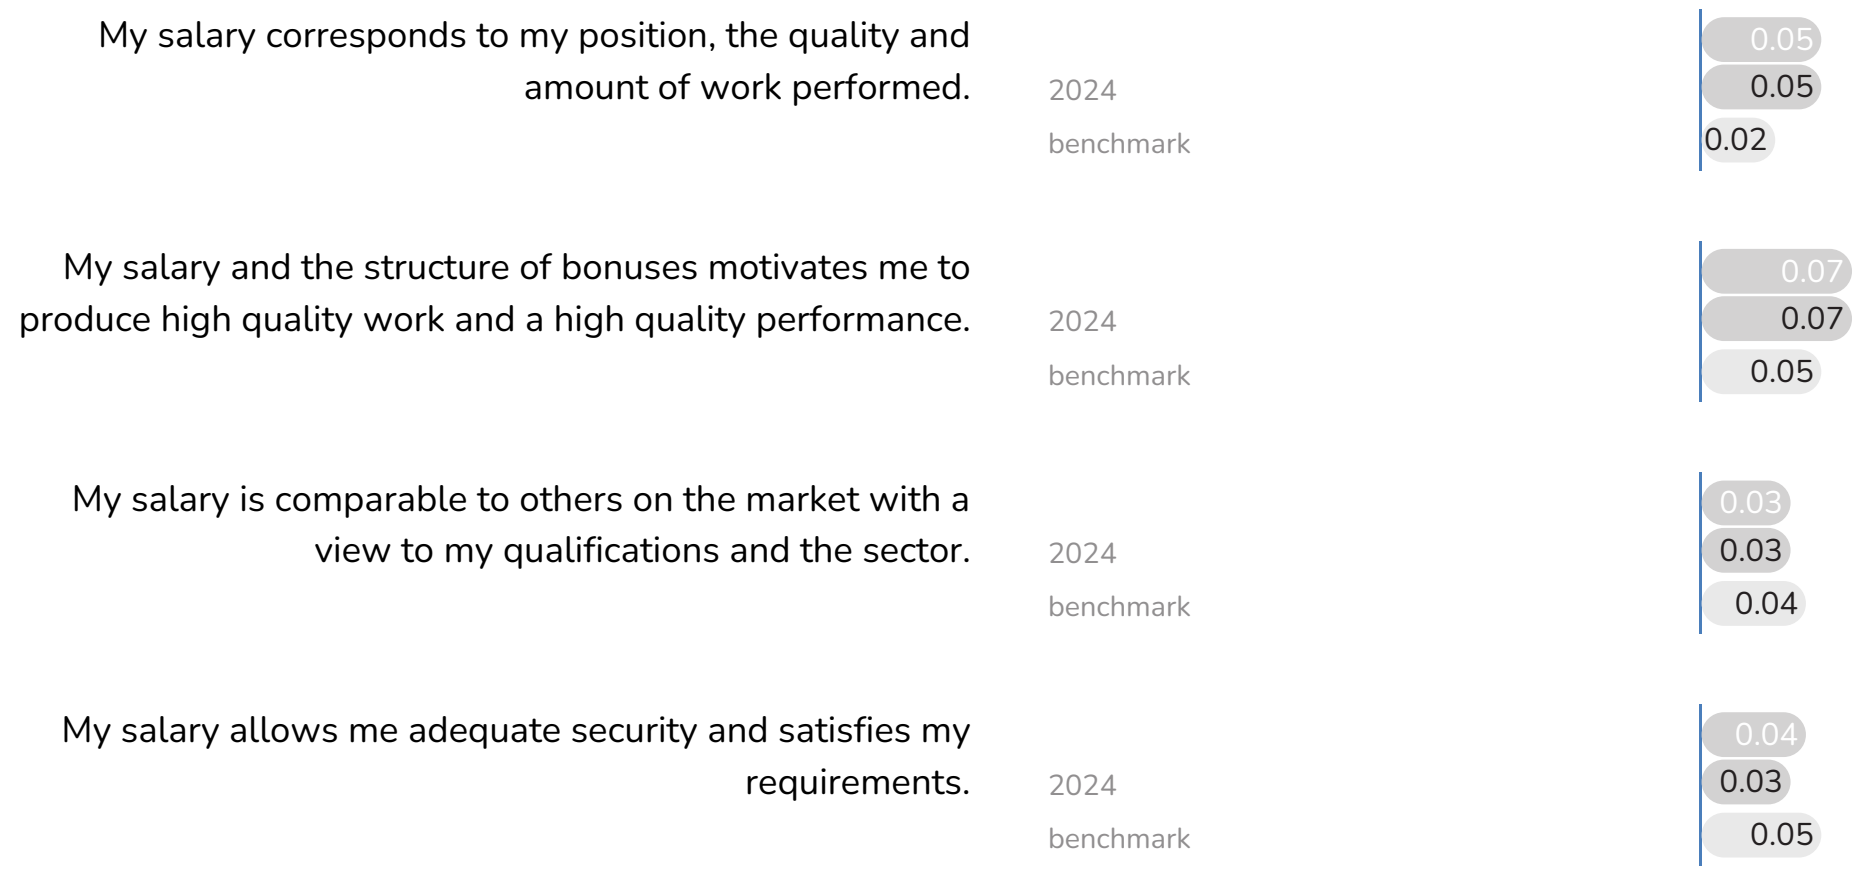 My salary corresponds to my position, the quality and
amount of work performed.
0.05
2024
0.05
benchmark
0.02
My salary and the structure of bonuses motivates me to
produce high quality work and a high quality performance.
0.07
2024
0.07
benchmark
0.05
My salary is comparable to others on the market with a
view to my qualifications and the sector.
0.03
2024
0.03
benchmark
0.04
My salary allows me adequate security and satisfies my
requirements.
0.04
2024
0.03
benchmark
0.05